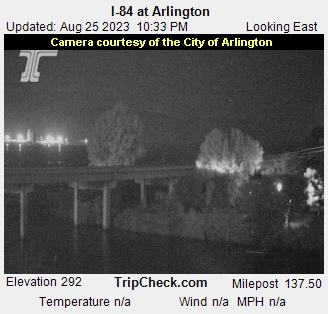 I-84 at Arlington
Updated: Aug 25 2023 10:33 PM Looking East
Camera courtesy of the City of Arlington
Elevation 292 TripCheck.com Milepost 137.50
Temperature n/a Wind n/a MPH n/a